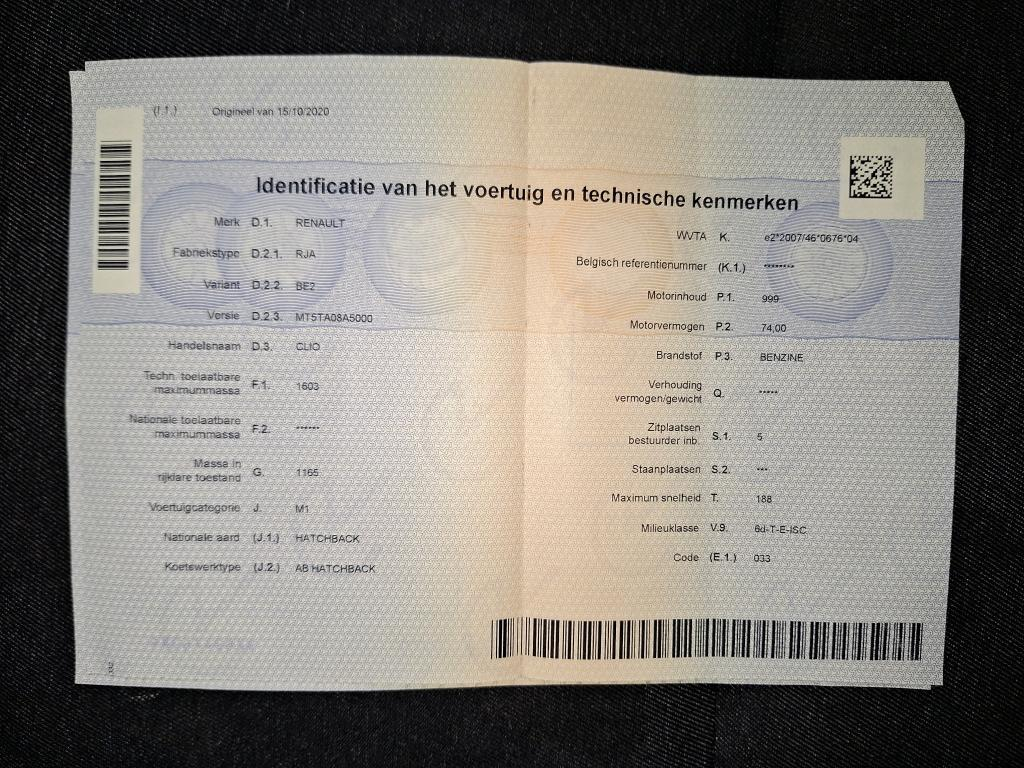 (I.1.) Origineel van 15/10/2020
Identificatie van het voertuig en technische kenmerken
Merk D.1. RENAULT
Fabriekstype D.2.1. RJA
Variant D.2.2. BE2
Versie D.2.3. MT5TA08A5000
Handelsnaam D.3. CLIO
Techn. toelaatbare
maximummassa F.1. 1603
Nationale toelaatbare
maximummassa F.2. ******
Massa in
rijklare toestand G. 1165
Voertuigcategorie J. M1
Nationale aard (J.1.) HATCHBACK
Koetswerktype (J.2.) AB HATCHBACK
WVTA K. e2*2007/46*0676*04
Belgisch referentienummer (K.1.) ********
Motorinhoud P.1. 999
Motorvermogen P.2. 74,00
Brandstof P.3. BENZINE
Verhouding
vermogen/gewicht Q. *****
Zitplaatsen
bestuurder inb. S.1. 5
Staanplaatsen S.2. ***
Maximum snelheid T. 188
Milieuklasse V.9. 6d-T-E-ISC
Code (E.1.) 033